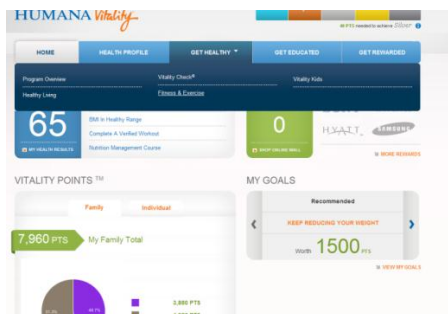 HUMANA Vitality
PTS needed to achieve Silver
HOME HEALTH PROFILE GET HEALTHY GET EDUCATED GET REWARDED
Program Overview Vitality Check® Vitality Kids
Healthy Living Fitness & Exercise
65
BMI in Healthy Range
Complete A Verified Workout
Nutrition Management Course
MY HEALTH RESULTS
0
SHOP ONLINE MALL
HYATT SAMSUNG
MORE REWARDS
VITALITY POINTS ™
Family Individual
7,960 PTS My Family Total
MY GOALS
Recommended
KEEP REDUCING YOUR WEIGHT
Worth 1500 PTS
VIEW MY GOALS